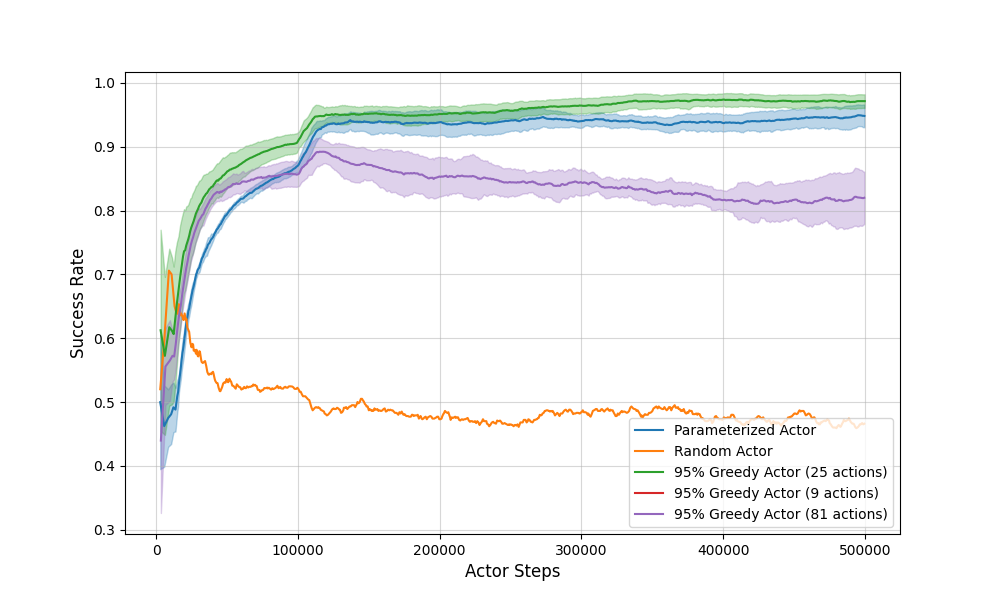 1.0
0.9
0.8
0.7
0.6
0.5
0.4
0.3
Success Rate
Parameterized Actor
Random Actor
95% Greedy Actor (25 actions)
95% Greedy Actor (9 actions)
95% Greedy Actor (81 actions)
0 100000 200000 300000 400000 500000
Actor Steps